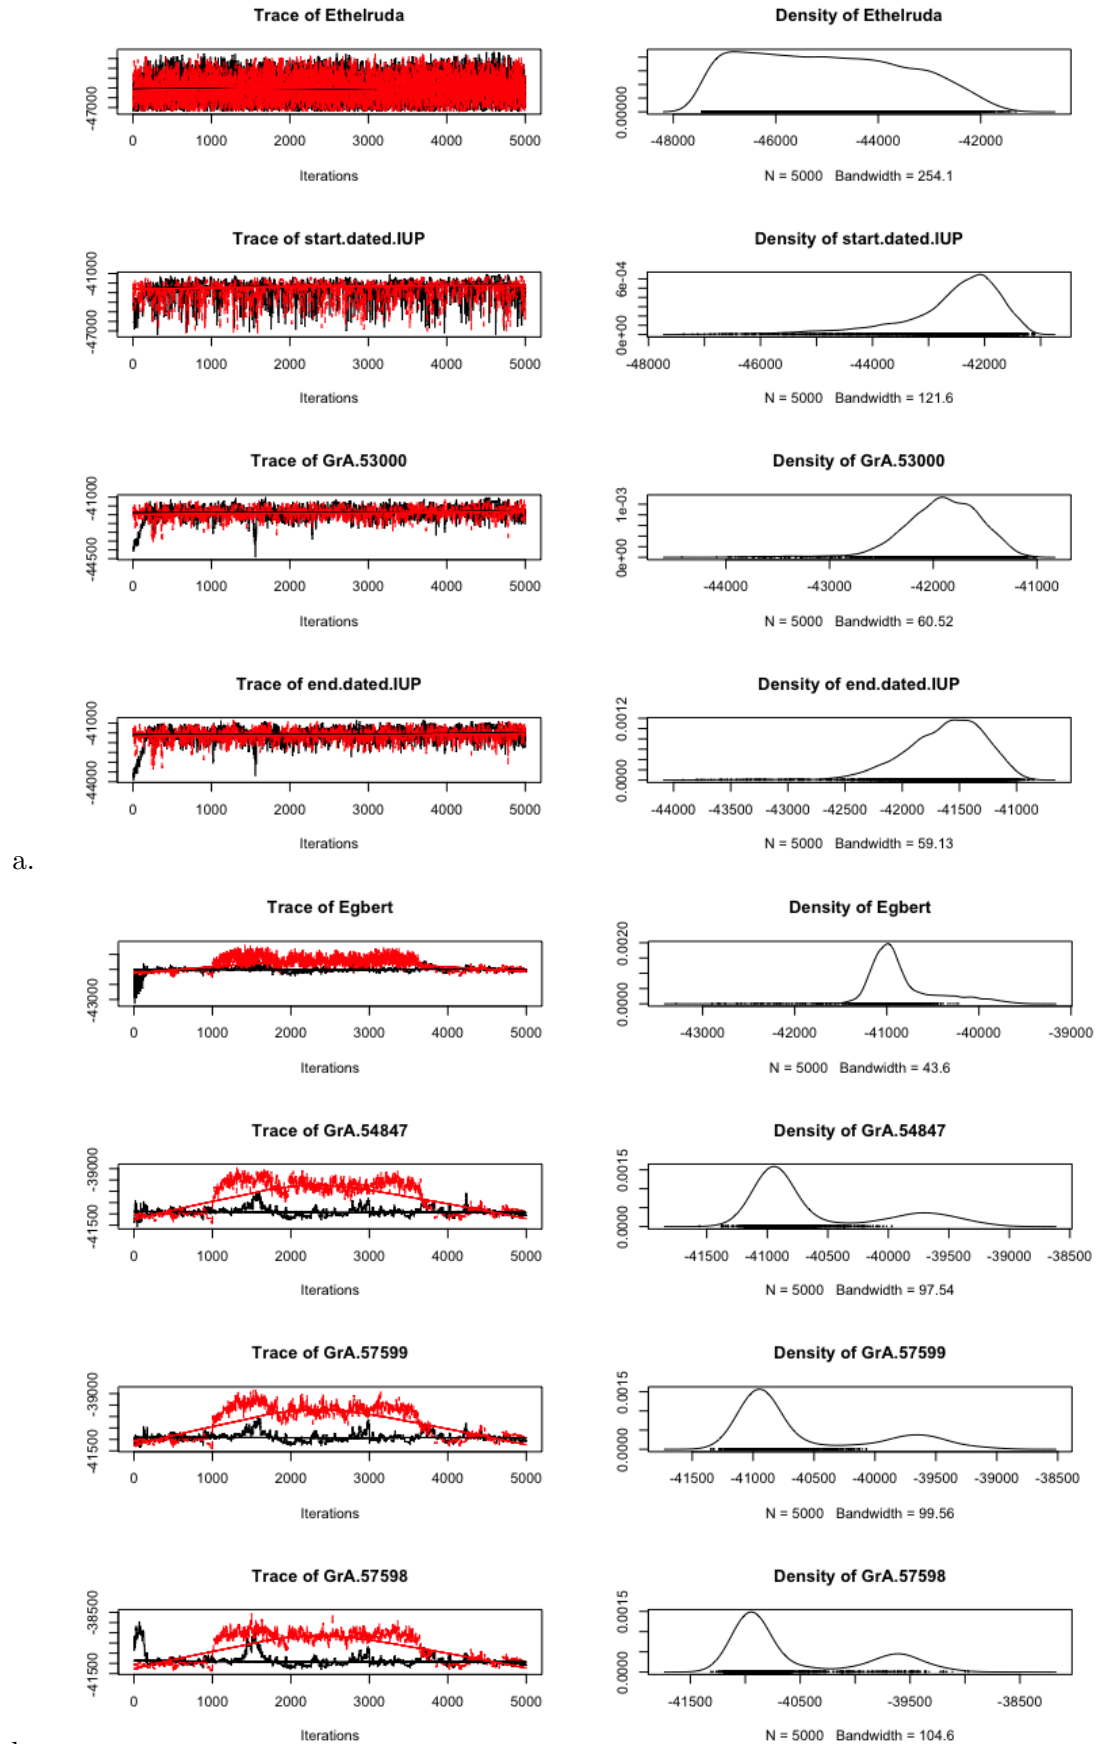 Trace of Ethelruda
Density of Ethelruda
-47000
0.00000
0 1000 2000 3000 4000 5000
-48000 -46000 -44000 -42000
Iterations
N = 5000 Bandwidth = 254.1
Trace of start.dated.IUP
Density of start.dated.IUP
-47000 -41000
0e+00 6e-04
0 1000 2000 3000 4000 5000
-48000 -46000 -44000 -42000
Iterations
N = 5000 Bandwidth = 121.6
Trace of GrA.53000
Density of GrA.53000
-44500 -41000
0e+00 1e-03
0 1000 2000 3000 4000 5000
-44000 -43000 -42000 -41000
Iterations
N = 5000 Bandwidth = 60.52
Trace of end.dated.IUP
Density of end.dated.IUP
-44000 -41000
0.0000 0.0012
0 1000 2000 3000 4000 5000
-44000 -43500 -43000 -42500 -42000 -41500 -41000
Iterations
N = 5000 Bandwidth = 59.13
a.
Trace of Egbert
Density of Egbert
-43000
0.0000 0.0020
0 1000 2000 3000 4000 5000
-43000 -42000 -41000 -40000 -39000
Iterations
N = 5000 Bandwidth = 43.6
Trace of GrA.54847
Density of GrA.54847
-41500 -39000
0.0000 0.0015
0 1000 2000 3000 4000 5000
-41500 -41000 -40500 -40000 -39500 -39000 -38500
Iterations
N = 5000 Bandwidth = 97.54
Trace of GrA.57599
Density of GrA.57599
-41500 -39000
0.0000 0.0015
0 1000 2000 3000 4000 5000
-41500 -41000 -40500 -40000 -39500 -39000 -38500
Iterations
N = 5000 Bandwidth = 99.56
Trace of GrA.57598
Density of GrA.57598
-41500 -38500
0.0000 0.0015
0 1000 2000 3000 4000 5000
-41500 -40500 -39500 -38500
Iterations
N = 5000 Bandwidth = 104.6